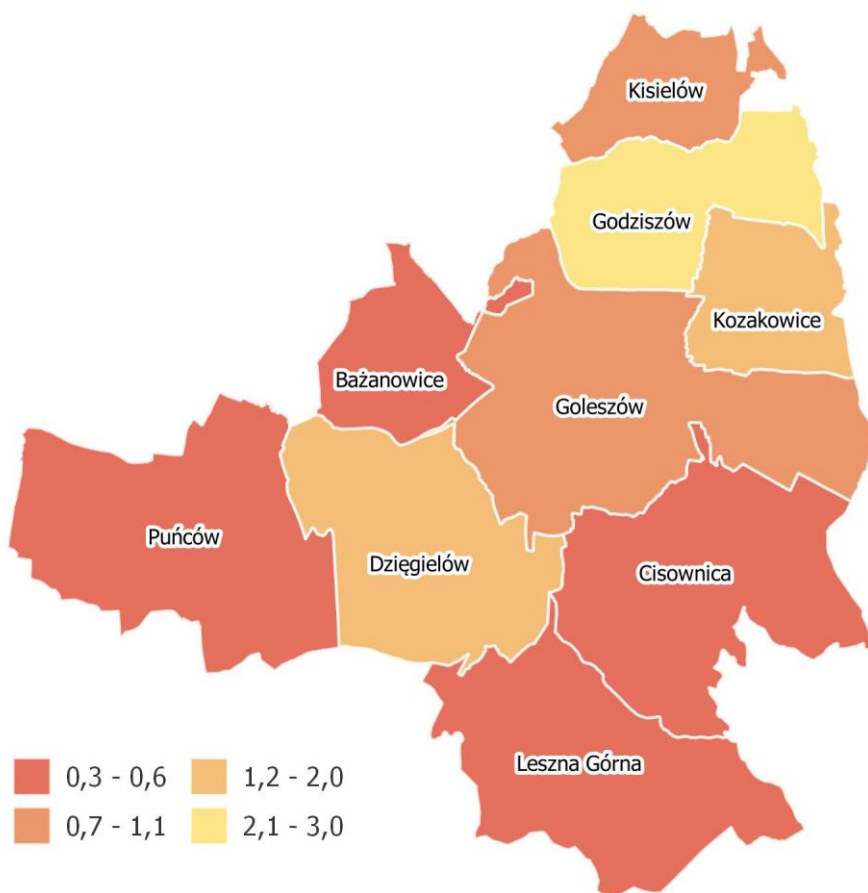 Kisielów
Godziszów
Kozakowice
Bażanowice
Goleszów
Puńców
Dzięgielów
Cisownica
Leszna Górna
0,3 - 0,6
1,2 - 2,0
0,7 - 1,1
2,1 - 3,0